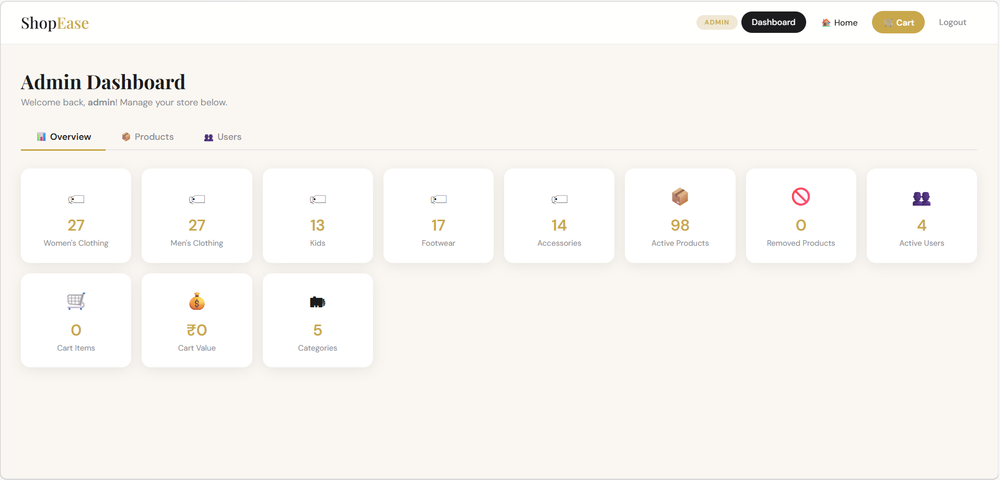 ShopEase
ADMIN
Dashboard
Home
Cart
Logout
Admin Dashboard
Welcome back, admin! Manage your store below.
Overview
Products
Users
27
Women's Clothing
27
Men's Clothing
13
Kids
17
Footwear
14
Accessories
98
Active Products
0
Removed Products
4
Active Users
0
Cart Items
₹0
Cart Value
5
Categories